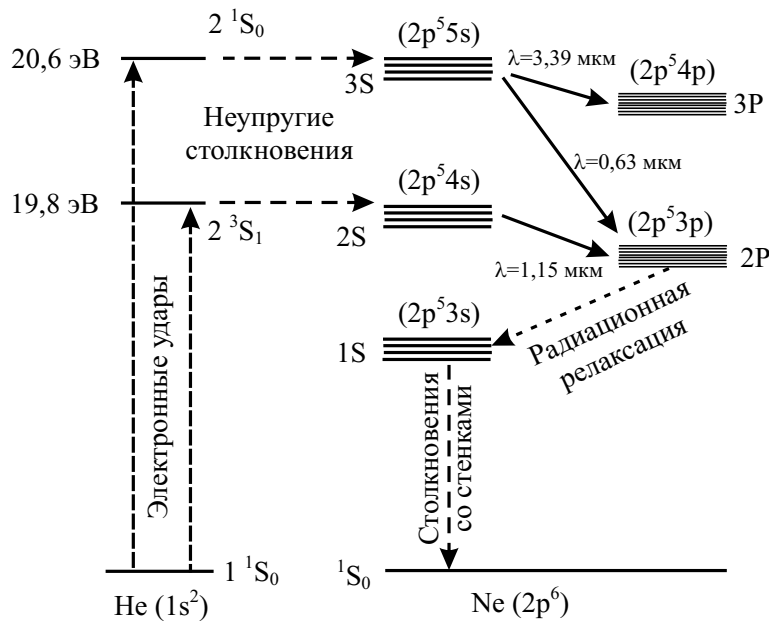 2 ¹S₀
(2p⁵5s)
20,6 эВ
3S
λ=3,39 мкм
(2p⁵4p)
3P
Неупругие
столкновения
λ=0,63 мкм
(2p⁵4s)
19,8 эВ
2 ³S₁
2S
(2p⁵3p)
2P
λ=1,15 мкм
(2p⁵3s)
1S
Радиационная
релаксация
Электронные удары
Столкновения
со стенками
1 ¹S₀
¹S₀
He (1s²)
Ne (2p⁶)